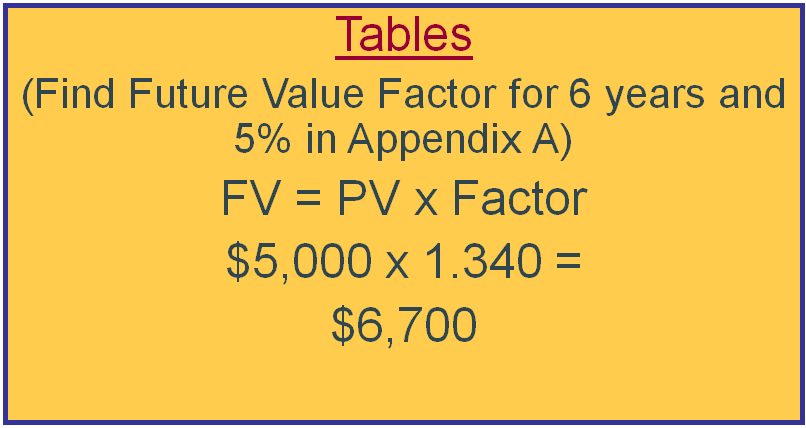 Tables
(Find Future Value Factor for 6 years and
5% in Appendix A)
FV = PV x Factor
$5,000 x 1.340 =
$6,700